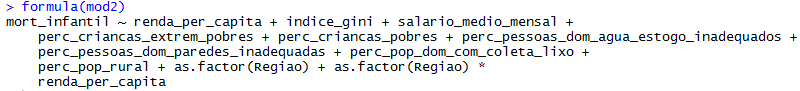 > formula(mod2)
mort_infantil ~ renda_per_capita + indice_gini + salario_medio_mensal +
perc_criancas_extrem_pobres + perc_criancas_pobres + perc_pessoas_dom_agua_estogo_inadequados +
perc_pessoas_dom_paredes_inadequadas + perc_pop_dom_com_coleta_lixo +
perc_pop_rural + as.factor(Regiao) + as.factor(Regiao) *
renda_per_capita